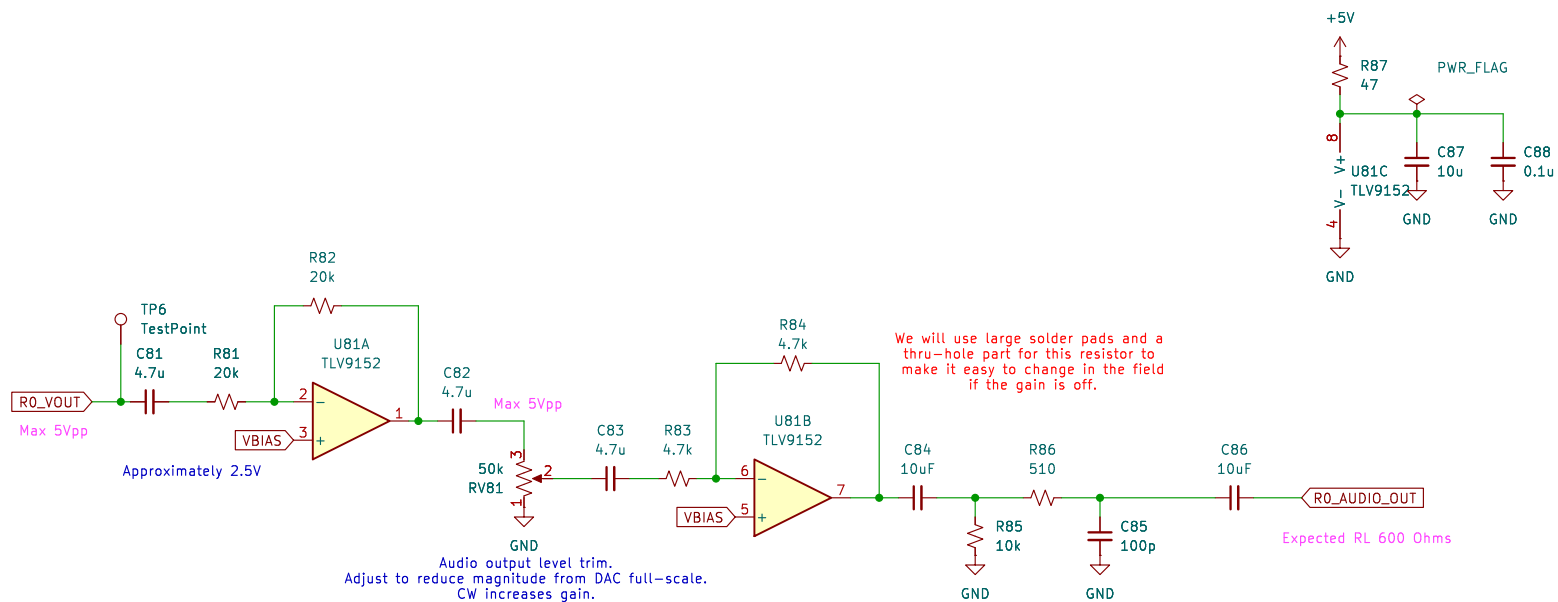 +5V
R87
47
PWR_FLAG
8
V+
U81C
TLV9152
V-
4
GND
C87
10u
GND
C88
0.1u
GND
R82
20k
TP6
TestPoint
C81
4.7u
R81
20k
U81A
TLV9152
2
-
1
3
+
R0_VOUT
Max 5Vpp
VBIAS
Approximately 2.5V
C82
4.7u
Max 5Vpp
3
50k
RV81
2
1
GND
Audio output level trim.
Adjust to reduce magnitude from DAC full-scale.
CW increases gain.
C83
4.7u
R83
4.7k
R84
4.7k
We will use large solder pads and a
thru-hole part for this resistor to
make it easy to change in the field
if the gain is off.
U81B
TLV9152
6
-
7
5
+
VBIAS
C84
10uF
R85
10k
GND
R86
510
C85
100p
GND
C86
10uF
R0_AUDIO_OUT
Expected RL 600 Ohms